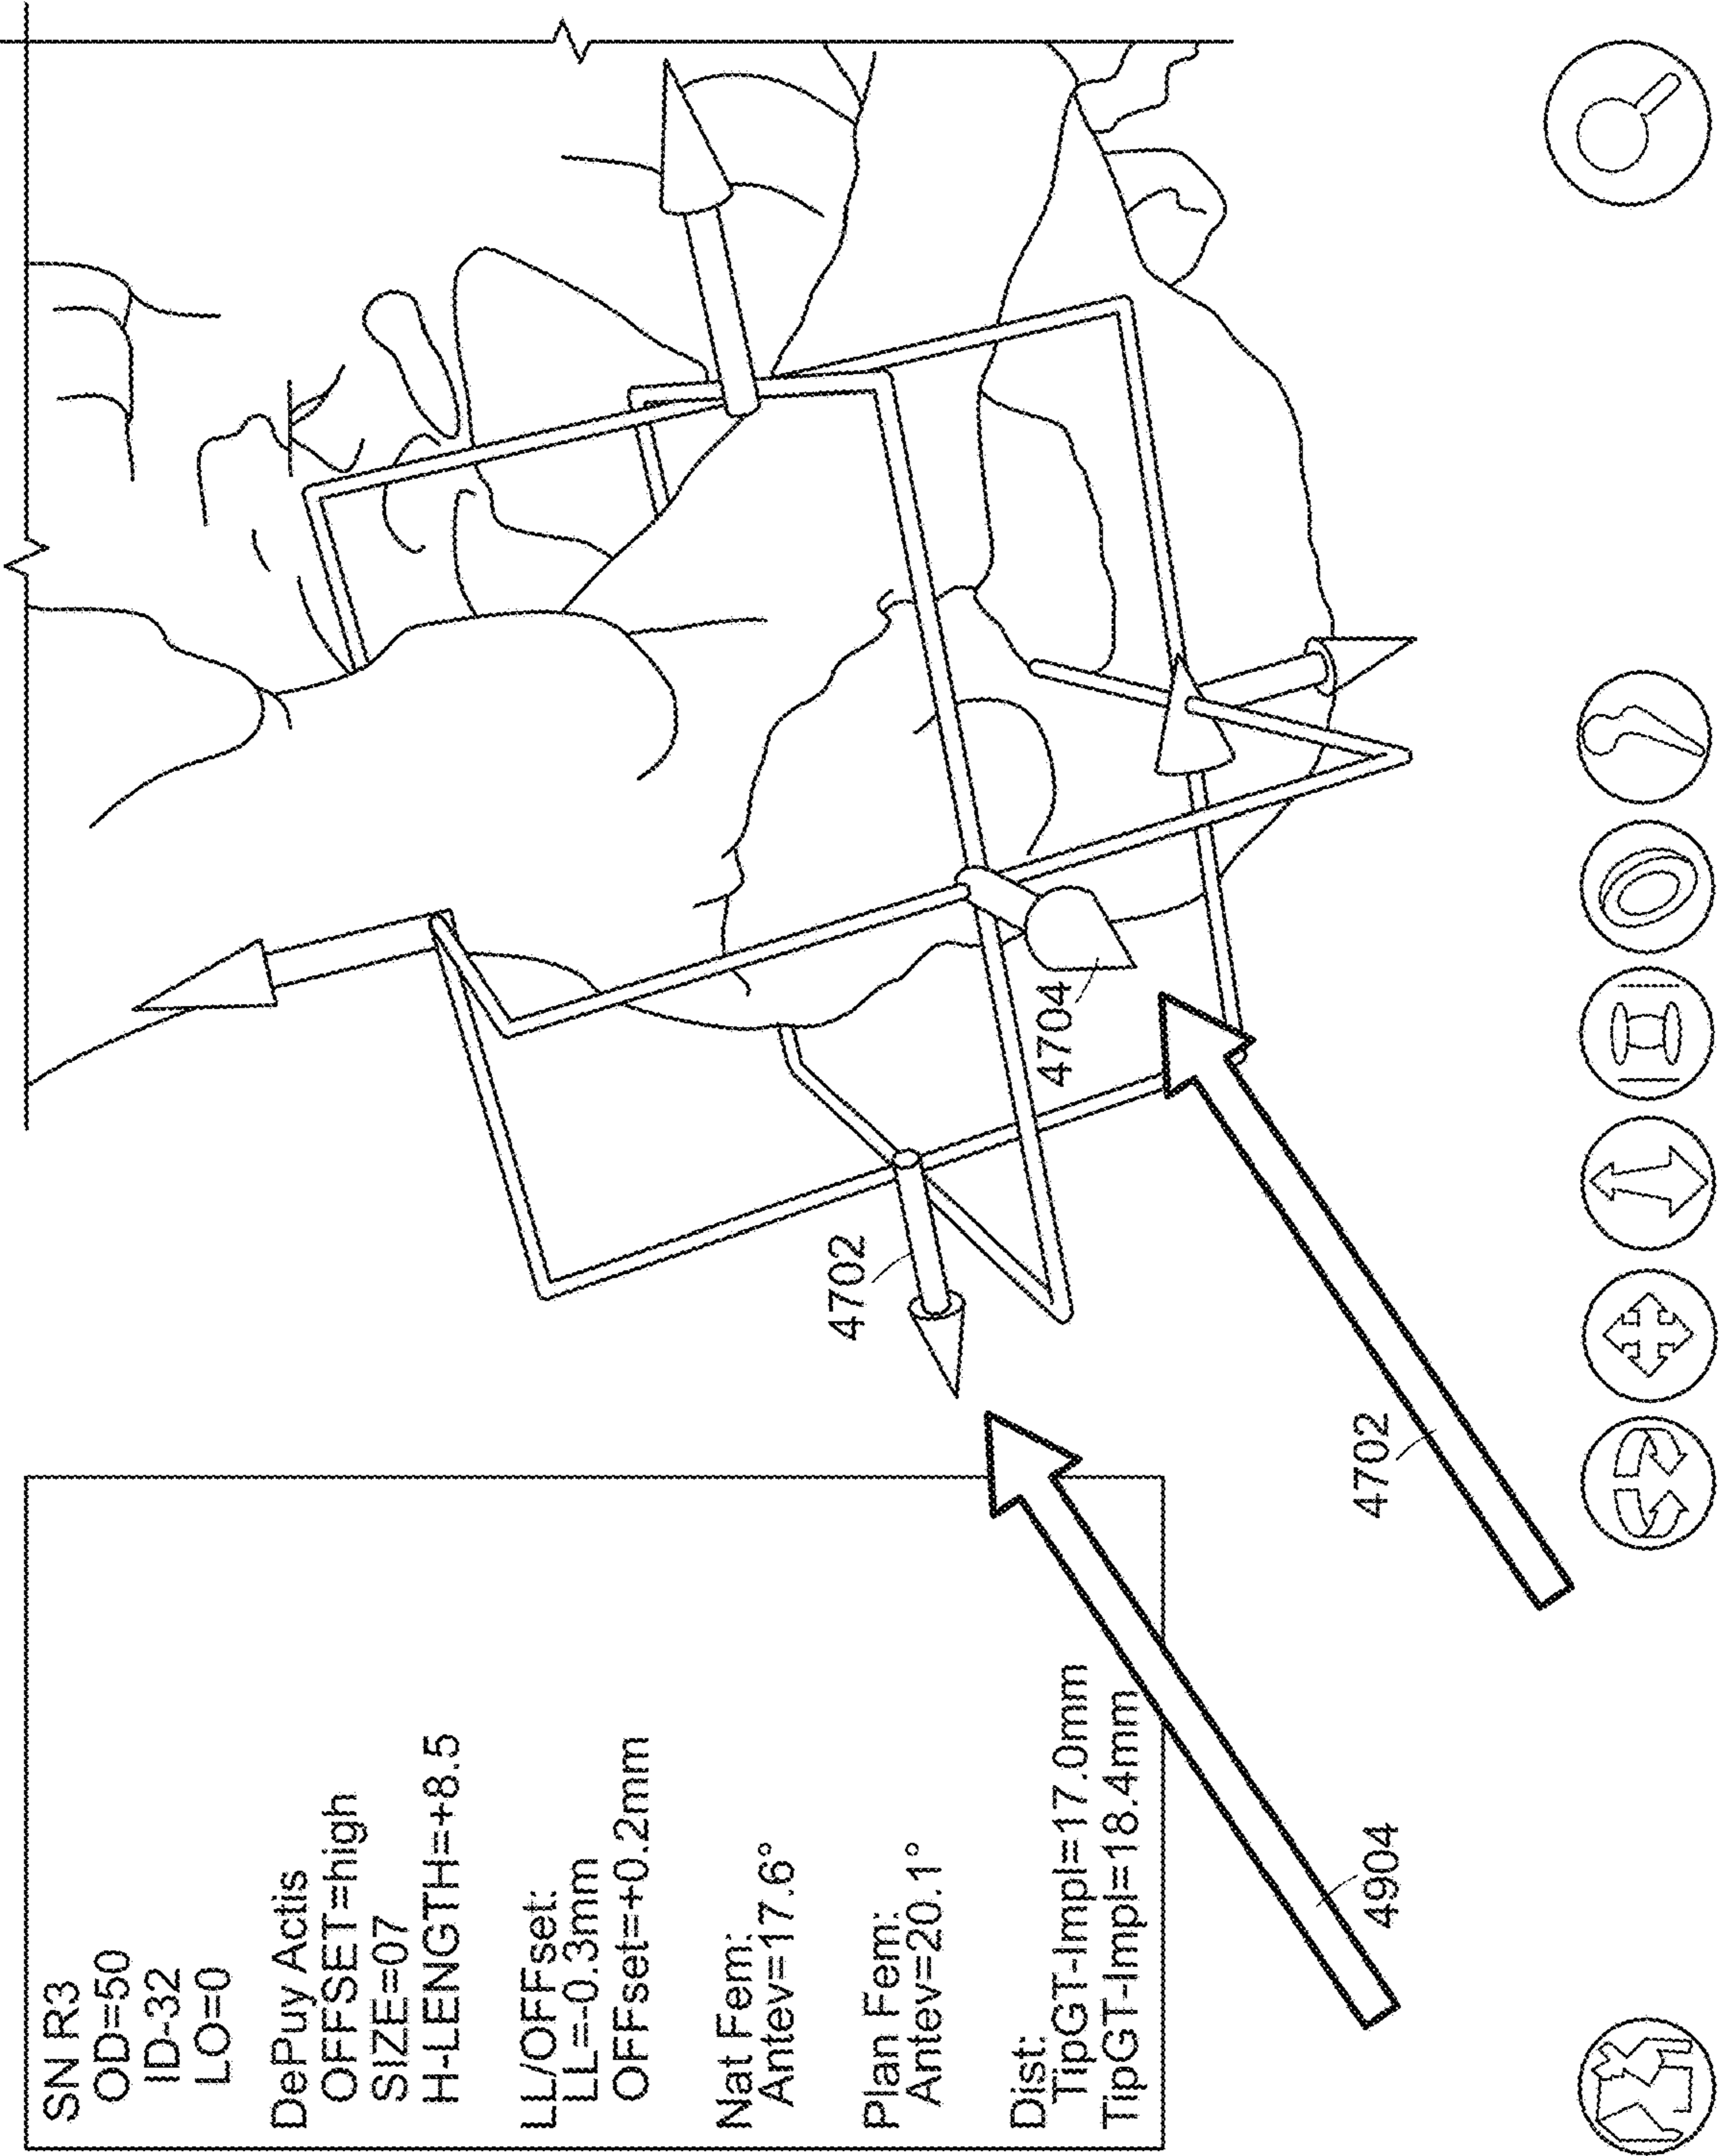 SN R3
OD=50
ID-32
LO=0
DePuy Actis
OFFSET=high
SIZE=07
H-LENGTH=+8.5
LL/OFFset:
LL=-0.3mm
OFFset=+0.2mm
Nat Fem:
Antev=17.6°
Plan Fem:
Antev=20.1°
Dist:
TipGT-Impl=17.0mm
TipGT-Impl=18.4mm
4702
4704
4904
4702